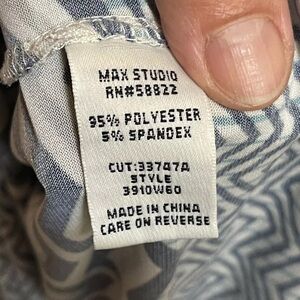 MAX STUDIO
RN#58822
95% POLYESTER
5% SPANDEX
CUT:33747A
STYLE
3910W60
MADE IN CHINA
CARE ON REVERSE